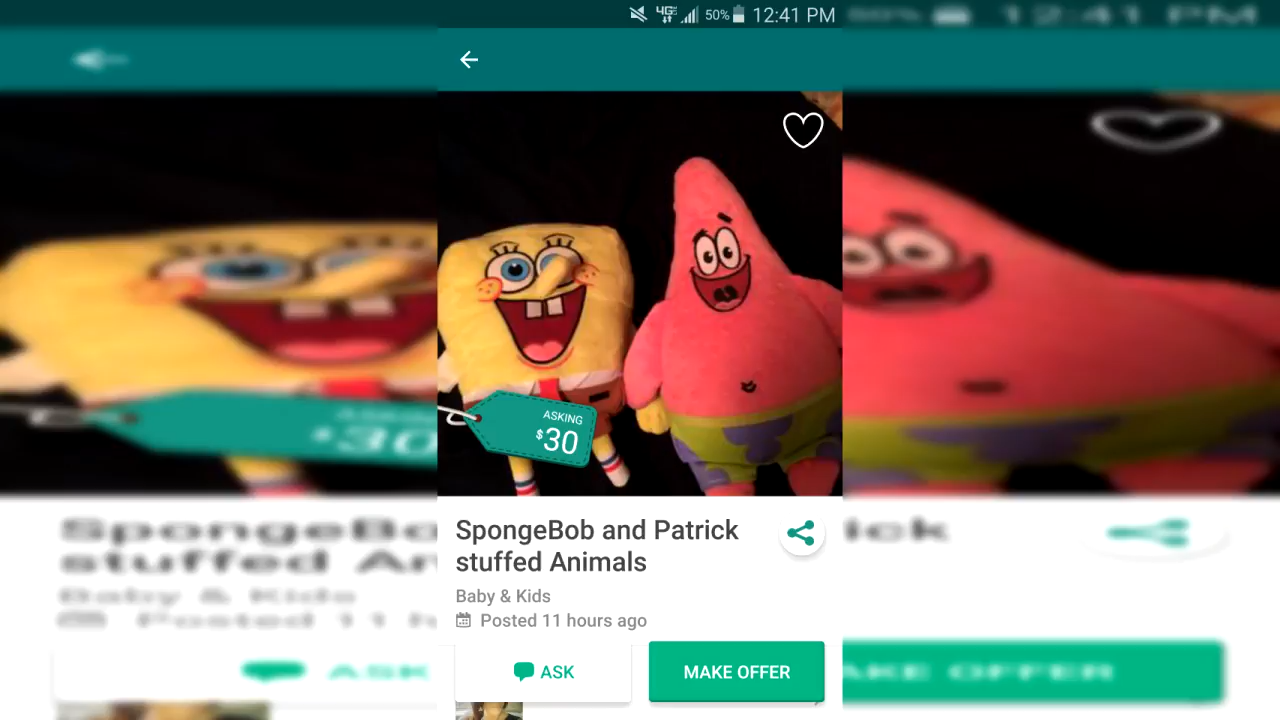 4G 50% 12:41 PM
ASKING
$30
SpongeBob and Patrick
stuffed Animals
Baby & Kids
Posted 11 hours ago
ASK
MAKE OFFER